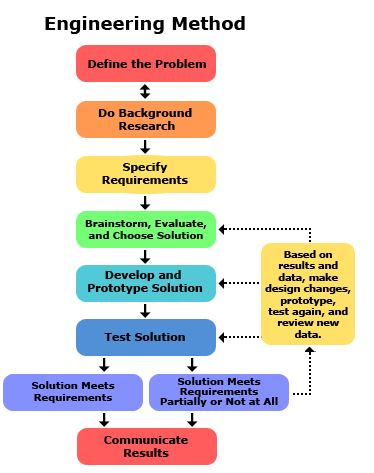 Engineering Method
Define the Problem
Do Background
Research
Specify
Requirements
Brainstorm, Evaluate,
and Choose Solution
Develop and
Prototype Solution
Test Solution
Based on
results and
data, make
design changes,
prototype,
test again, and
review new
data.
Solution Meets
Requirements
Solution Meets
Requirements
Partially or Not at All
Communicate
Results